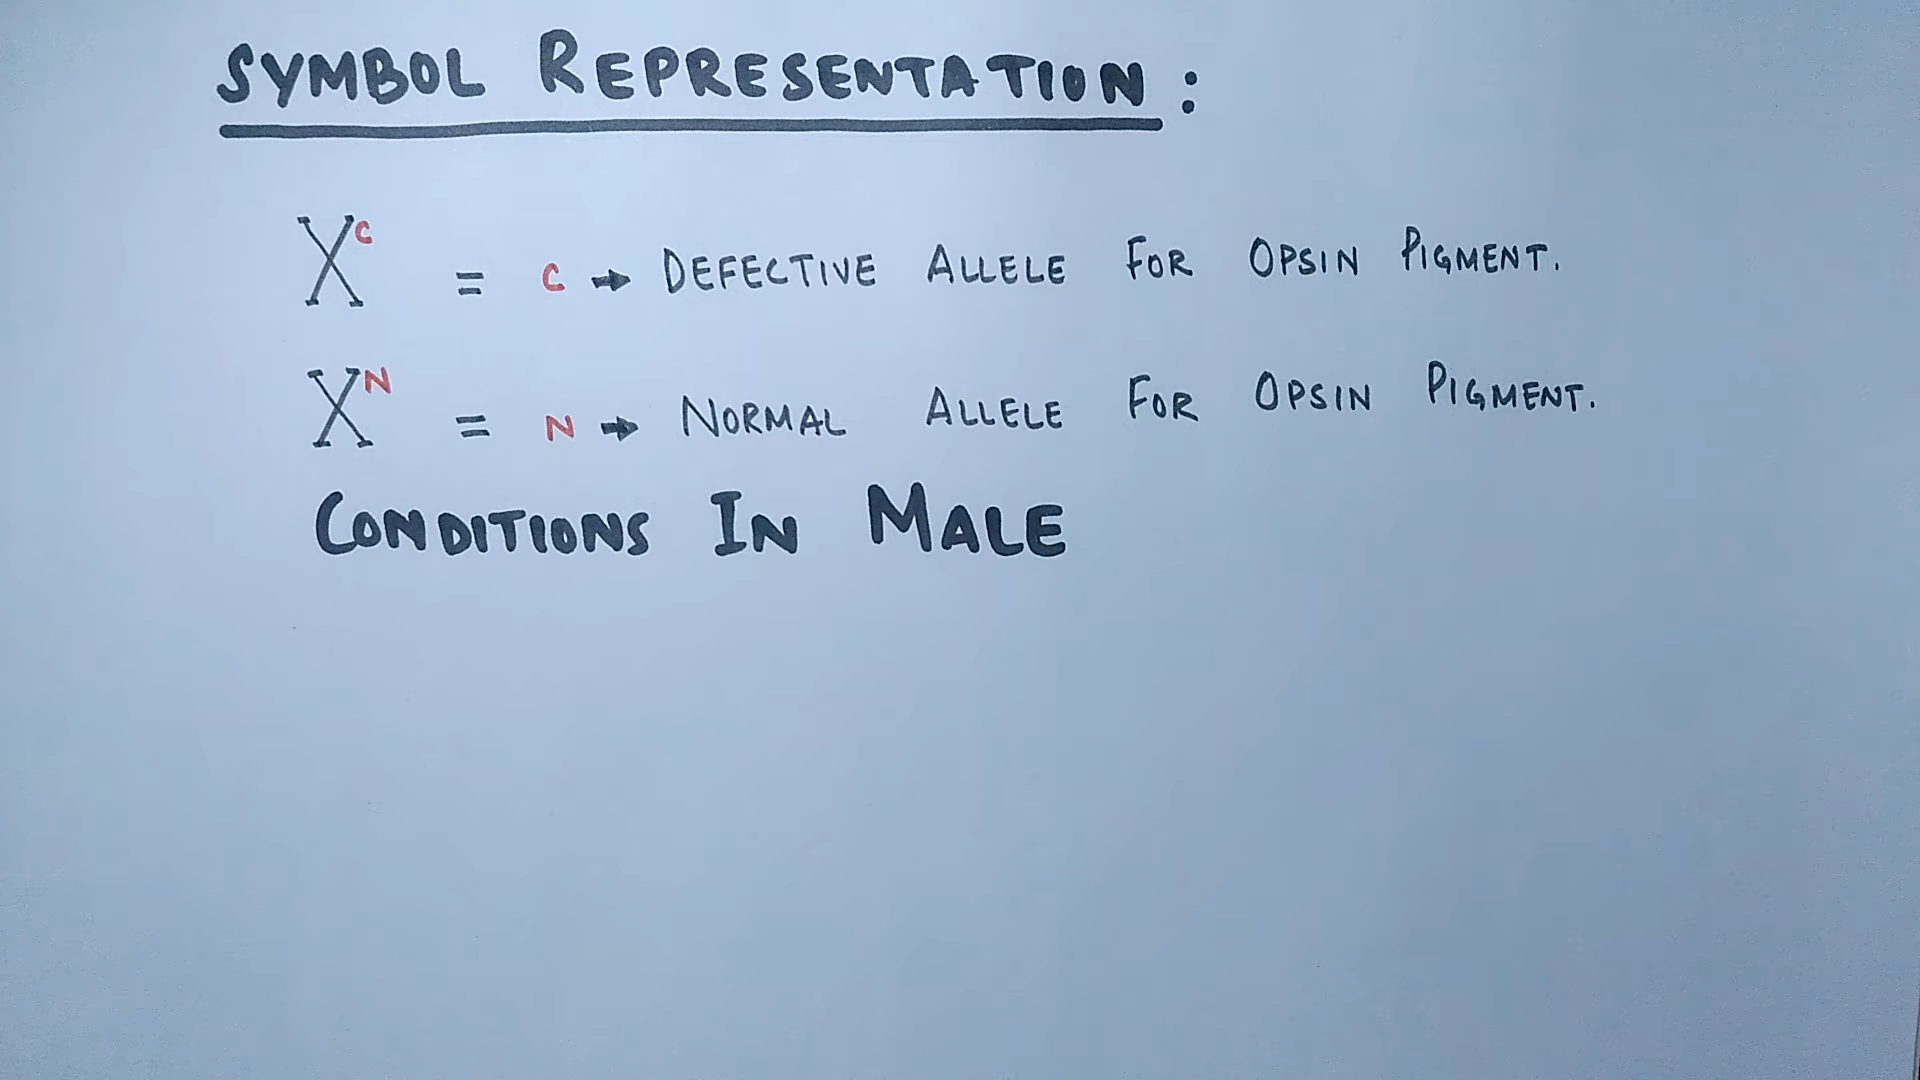 SYMBOL REPRESENTATION :
X^C = C → DEFECTIVE ALLELE FOR OPSIN PIGMENT.
X^N = N → NORMAL ALLELE FOR OPSIN PIGMENT.
CONDITIONS IN MALE